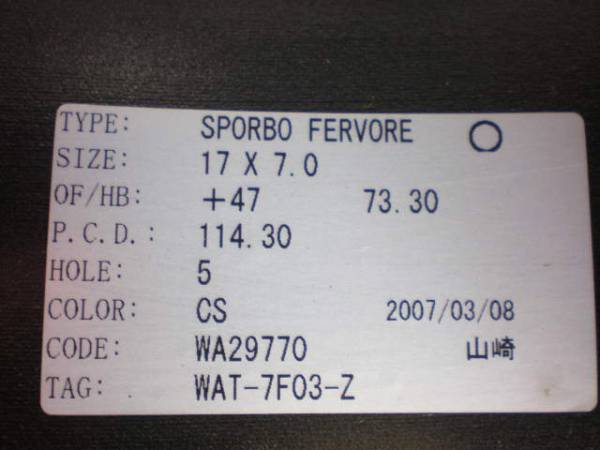 TYPE: SPORBO FERVORE ○
SIZE: 17 X 7.0
OF/HB: +47 73.30
P.C.D.: 114.30
HOLE: 5
COLOR: CS 2007/03/08
CODE: WA29770 山崎
TAG: WAT-7F03-Z